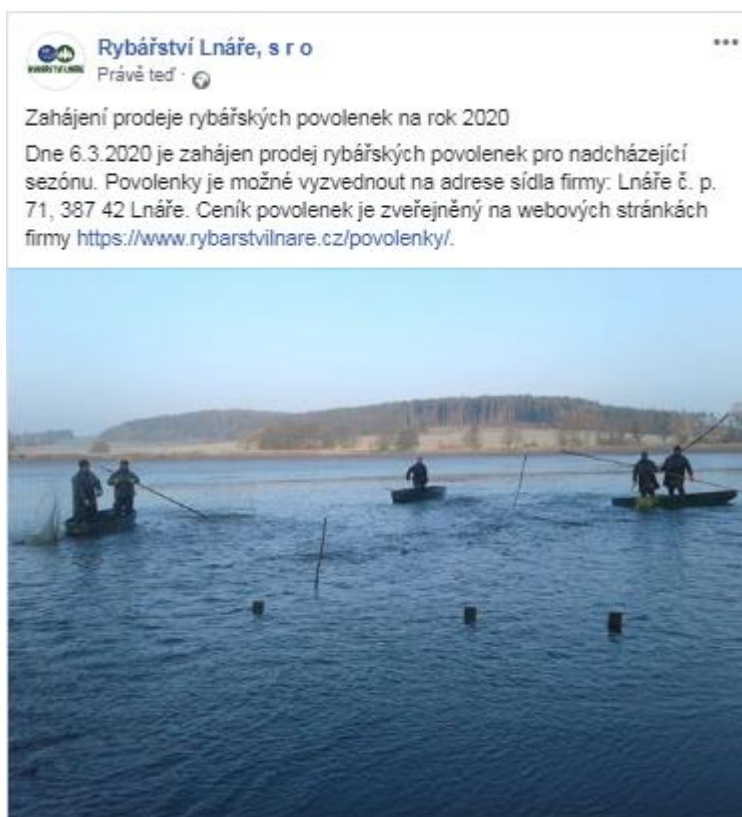 Rybářství Lnáře, s r o
Právě teď ·
RYBÁŘSTVÍ LNÁŘE
Zahájení prodeje rybářských povolenek na rok 2020
Dne 6.3.2020 je zahájen prodej rybářských povolenek pro nadcházející
sezónu. Povolenky je možné vyzvednout na adrese sídla firmy: Lnáře č. p.
71, 387 42 Lnáře. Ceník povolenek je zveřejněný na webových stránkách
firmy https://www.rybarstvilnare.cz/povolenky/.